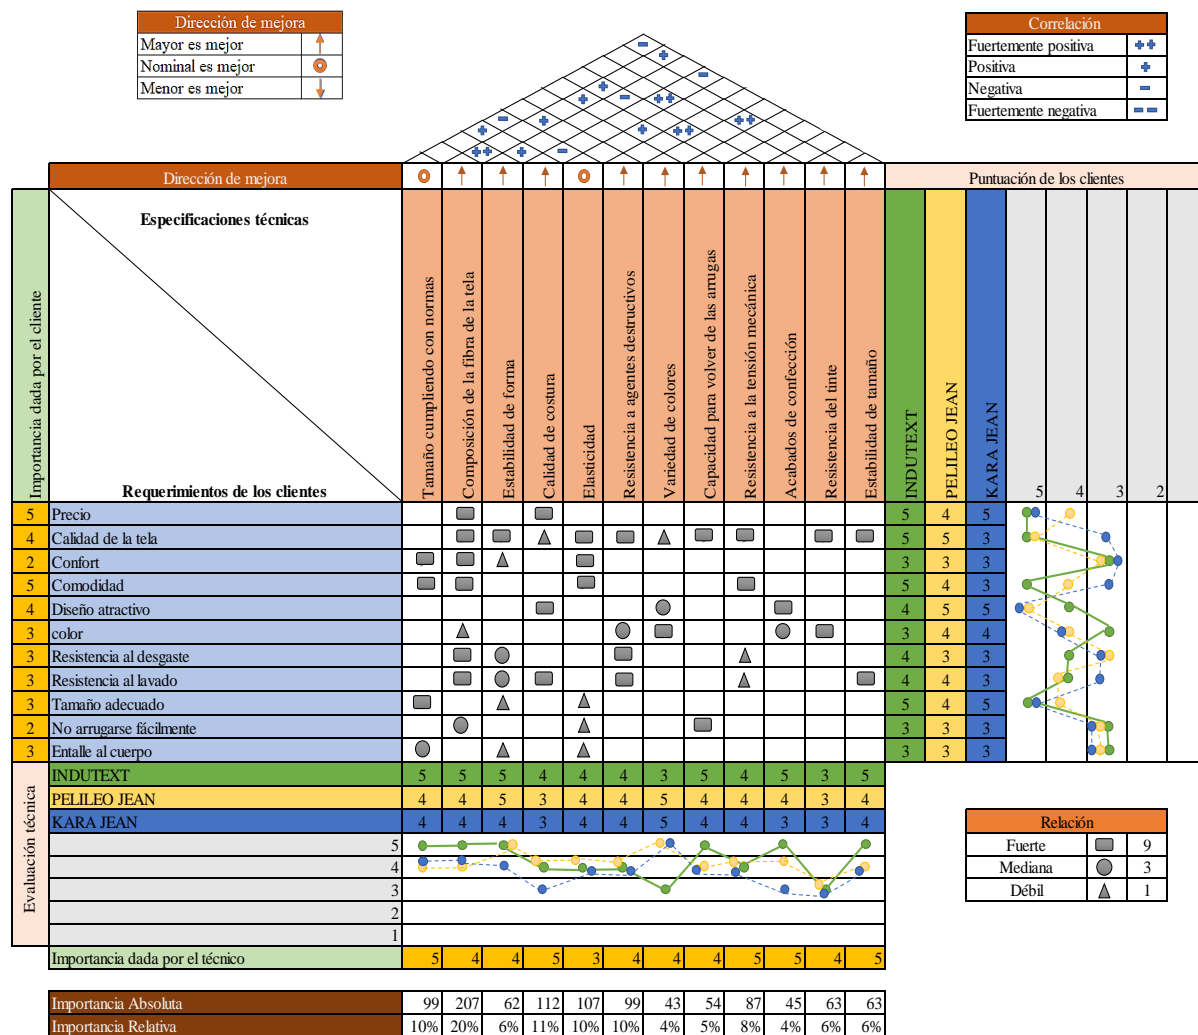 Dirección de mejora
Mayor es mejor
Nominal es mejor
Menor es mejor
Correlación
Fuertemente positiva
Positiva
Negativa
Fuertemente negativa
Dirección de mejora
Puntuación de los clientes
Importancia dada por el cliente
Especificaciones técnicas
Requerimientos de los clientes
Tamaño cumpliendo con normas
Composición de la fibra de la tela
Estabilidad de forma
Calidad de costura
Elasticidad
Resistencia a agentes destructivos
Variedad de colores
Capacidad para volver de las arrugas
Resistencia a la tensión mecánica
Acabados de confección
Resistencia del tinte
Estabilidad de tamaño
INDUTEXT
PELILEO JEAN
KARA JEAN
5 4 3 2
5 Precio 5 4 5
4 Calidad de la tela 5 5 3
2 Confort 3 3 3
5 Comodidad 5 4 3
4 Diseño atractivo 4 5 5
3 color 3 4 4
3 Resistencia al desgaste 4 3 3
3 Resistencia al lavado 4 4 3
3 Tamaño adecuado 5 4 5
2 No arrugarse fácilmente 3 3 3
3 Entalle al cuerpo 3 3 3
Evaluación técnica
INDUTEXT 5 5 5 4 4 4 3 5 4 5 3 5
PELILEO JEAN 4 4 5 3 4 4 5 4 4 4 3 4
KARA JEAN 4 4 4 3 4 4 5 4 4 3 3 4
5
4
3
2
1
Importancia dada por el técnico 5 4 4 5 3 4 4 4 5 5 4 5
Relación
Fuerte 9
Mediana 3
Débil 1
Importancia Absoluta 99 207 62 112 107 99 43 54 87 45 63 63
Importancia Relativa 10% 20% 6% 11% 10% 10% 4% 5% 8% 4% 6% 6%